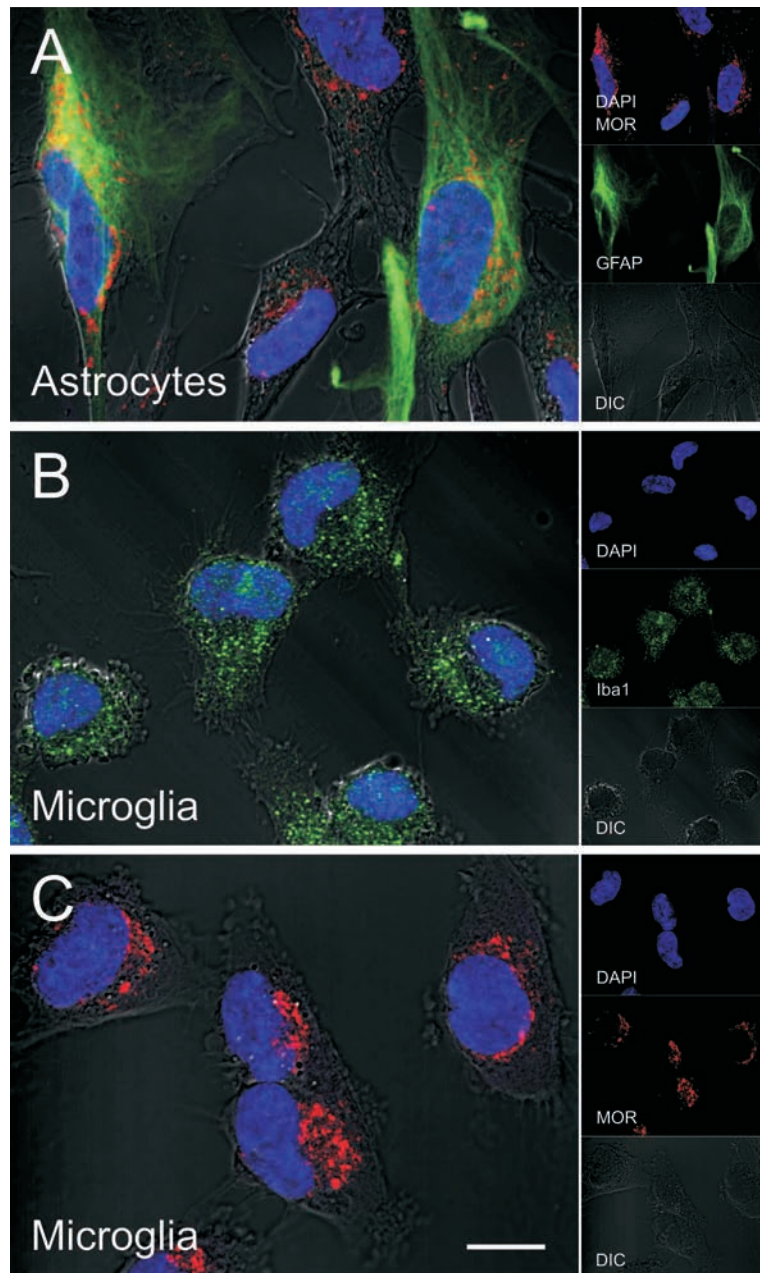 A
Astrocytes
DAPI
MOR
GFAP
DIC
B
Microglia
DAPI
Iba1
DIC
C
Microglia
DAPI
MOR
DIC